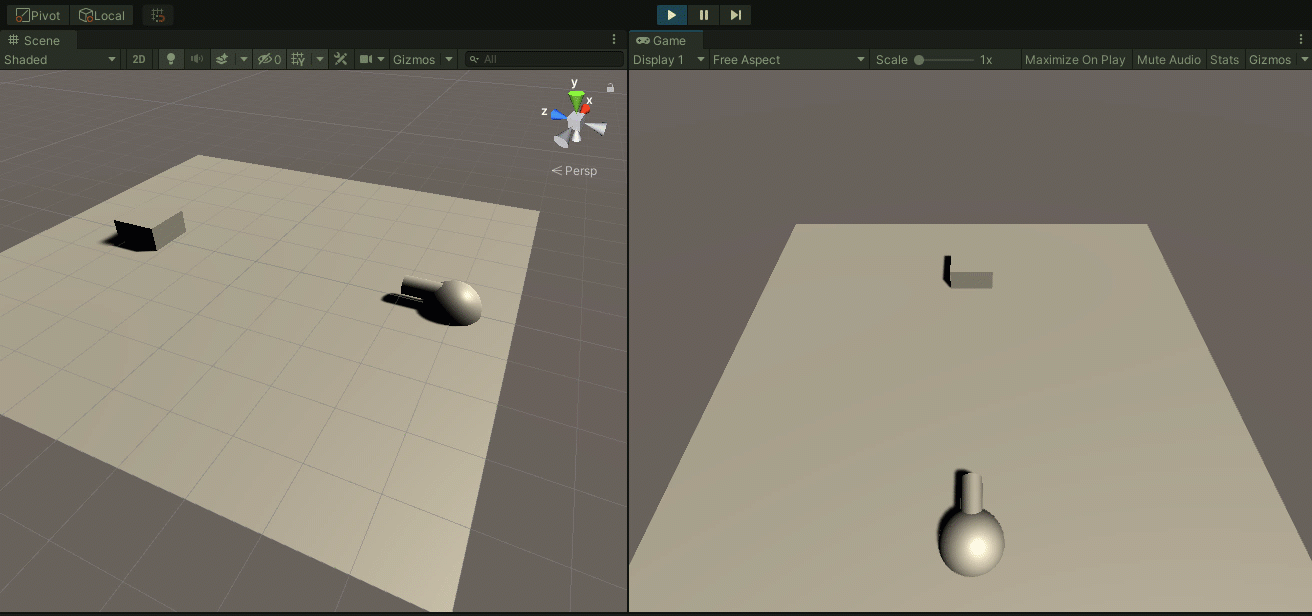 Pivot Local
Scene
Shaded 2D 0 Gizmos All
y
x
z
Persp
Game
Display 1 Free Aspect Scale 1x Maximize On Play Mute Audio Stats Gizmos